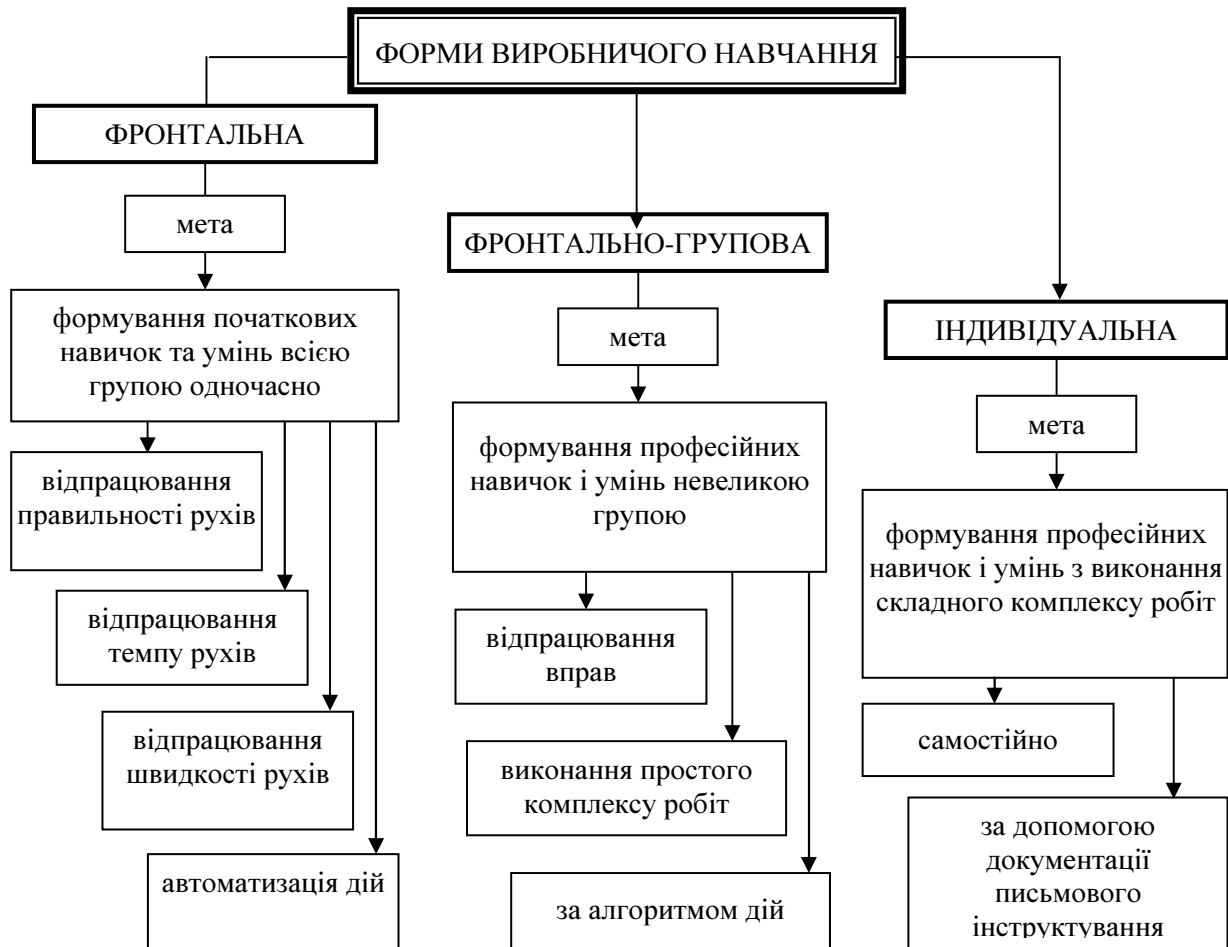 ФОРМИ ВИРОБНИЧОГО НАВЧАННЯ
ФРОНТАЛЬНА
мета
формування початкових
навичок та умінь всією
групою одночасно
відпрацювання
правильності рухів
відпрацювання
темпу рухів
відпрацювання
швидкості рухів
автоматизація дій
ФРОНТАЛЬНО-ГРУПОВА
мета
формування професійних
навичок і умінь невеликою
групою
відпрацювання
вправ
виконання простого
комплексу робіт
за алгоритмом дій
ІНДИВІДУАЛЬНА
мета
формування професійних
навичок і умінь з виконання
складного комплексу робіт
самостійно
за допомогою
документації
письмового
інструктування